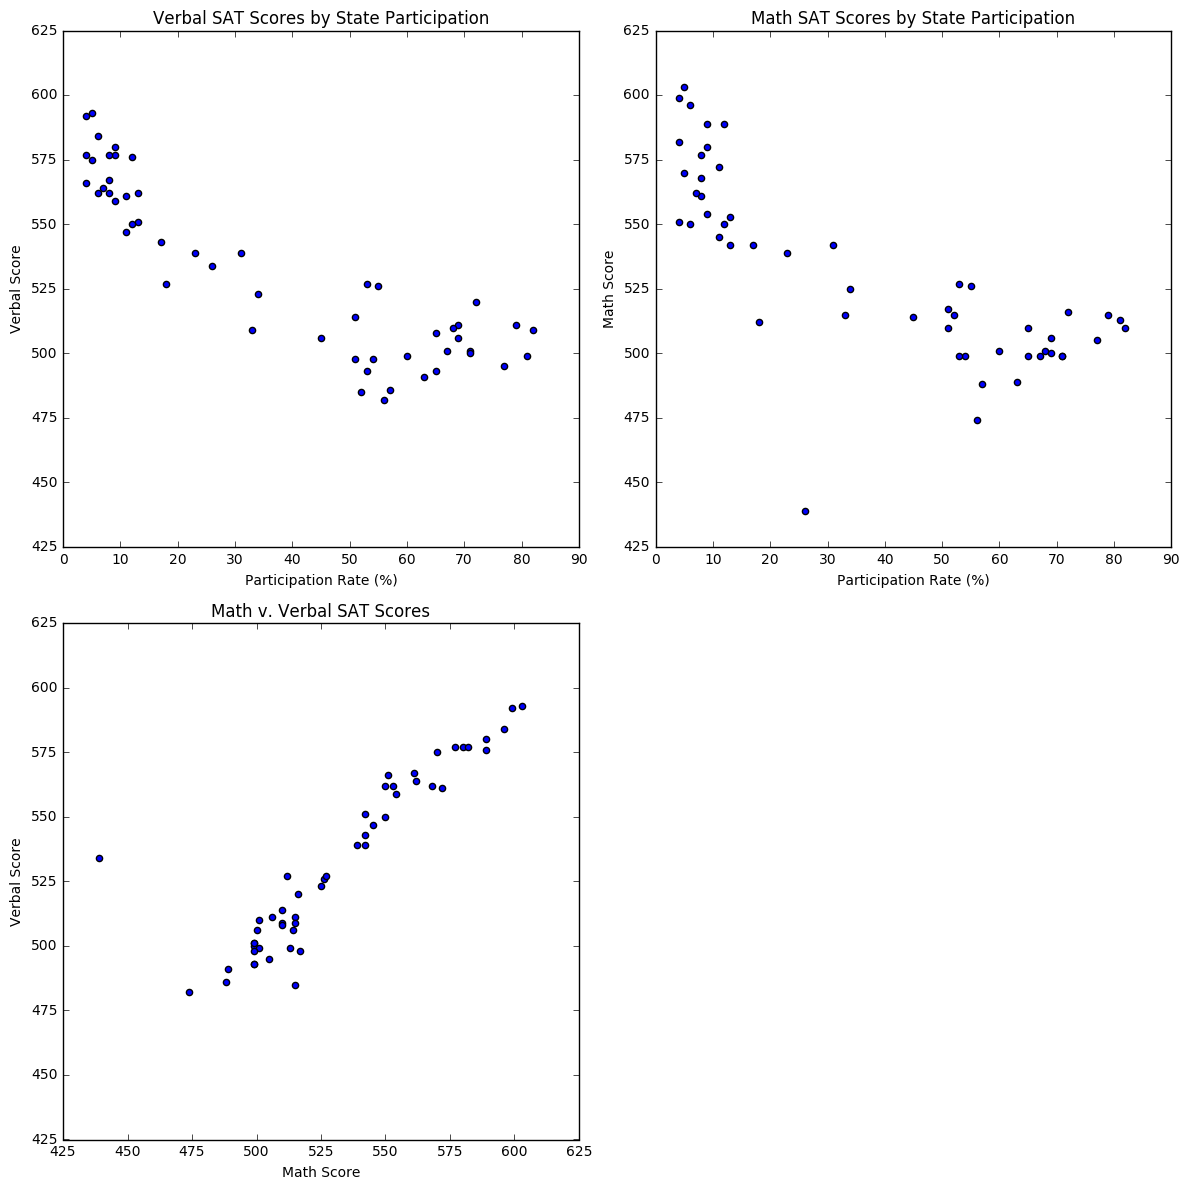 Verbal SAT Scores by State Participation
625
600
575
550
525
500
475
450
425
Verbal Score
0 10 20 30 40 50 60 70 80 90
Participation Rate (%)
Math SAT Scores by State Participation
625
600
575
550
525
500
475
450
425
Math Score
0 10 20 30 40 50 60 70 80 90
Participation Rate (%)
Math v. Verbal SAT Scores
625
600
575
550
525
500
475
450
425
Verbal Score
425 450 475 500 525 550 575 600 625
Math Score